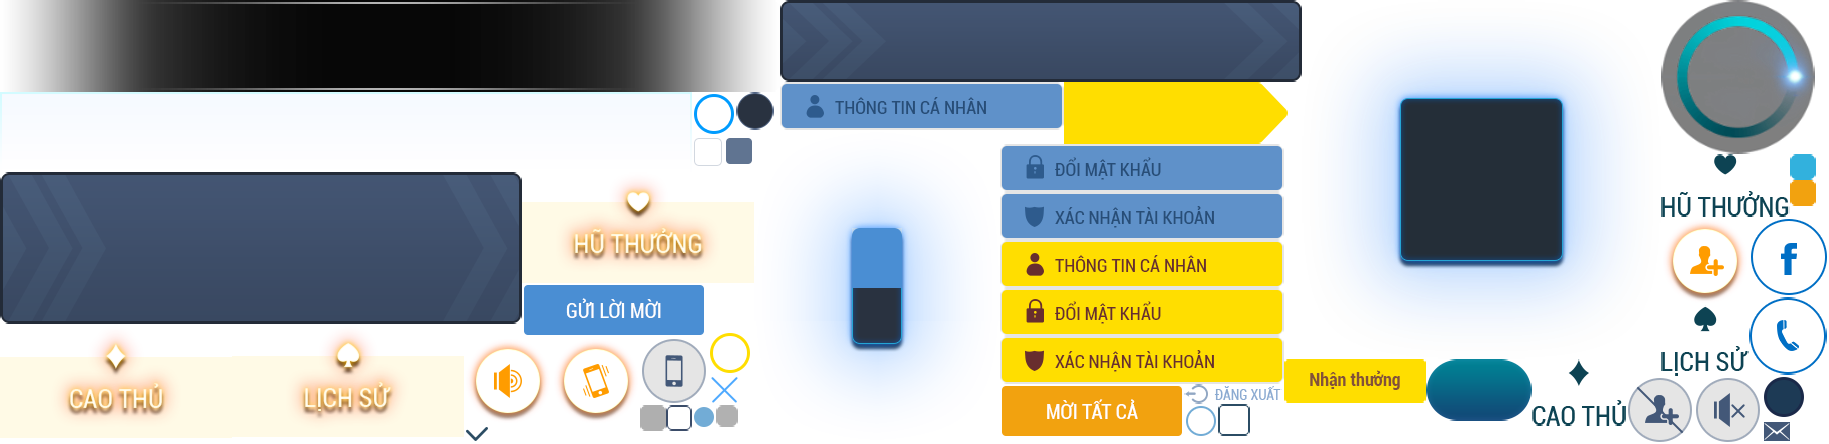 THÔNG TIN CÁ NHÂN
ĐỔI MẬT KHẨU
XÁC NHẬN TÀI KHOẢN
HŨ THƯỞNG
HŨ THƯỞNG
THÔNG TIN CÁ NHÂN
GỬI LỜI MỜI
ĐỔI MẬT KHẨU
XÁC NHẬN TÀI KHOẢN
LỊCH SỬ
Nhận thưởng
CAO THỦ
LỊCH SỬ
ĐĂNG XUẤT
MỜI TẤT CẢ
CAO THỦ